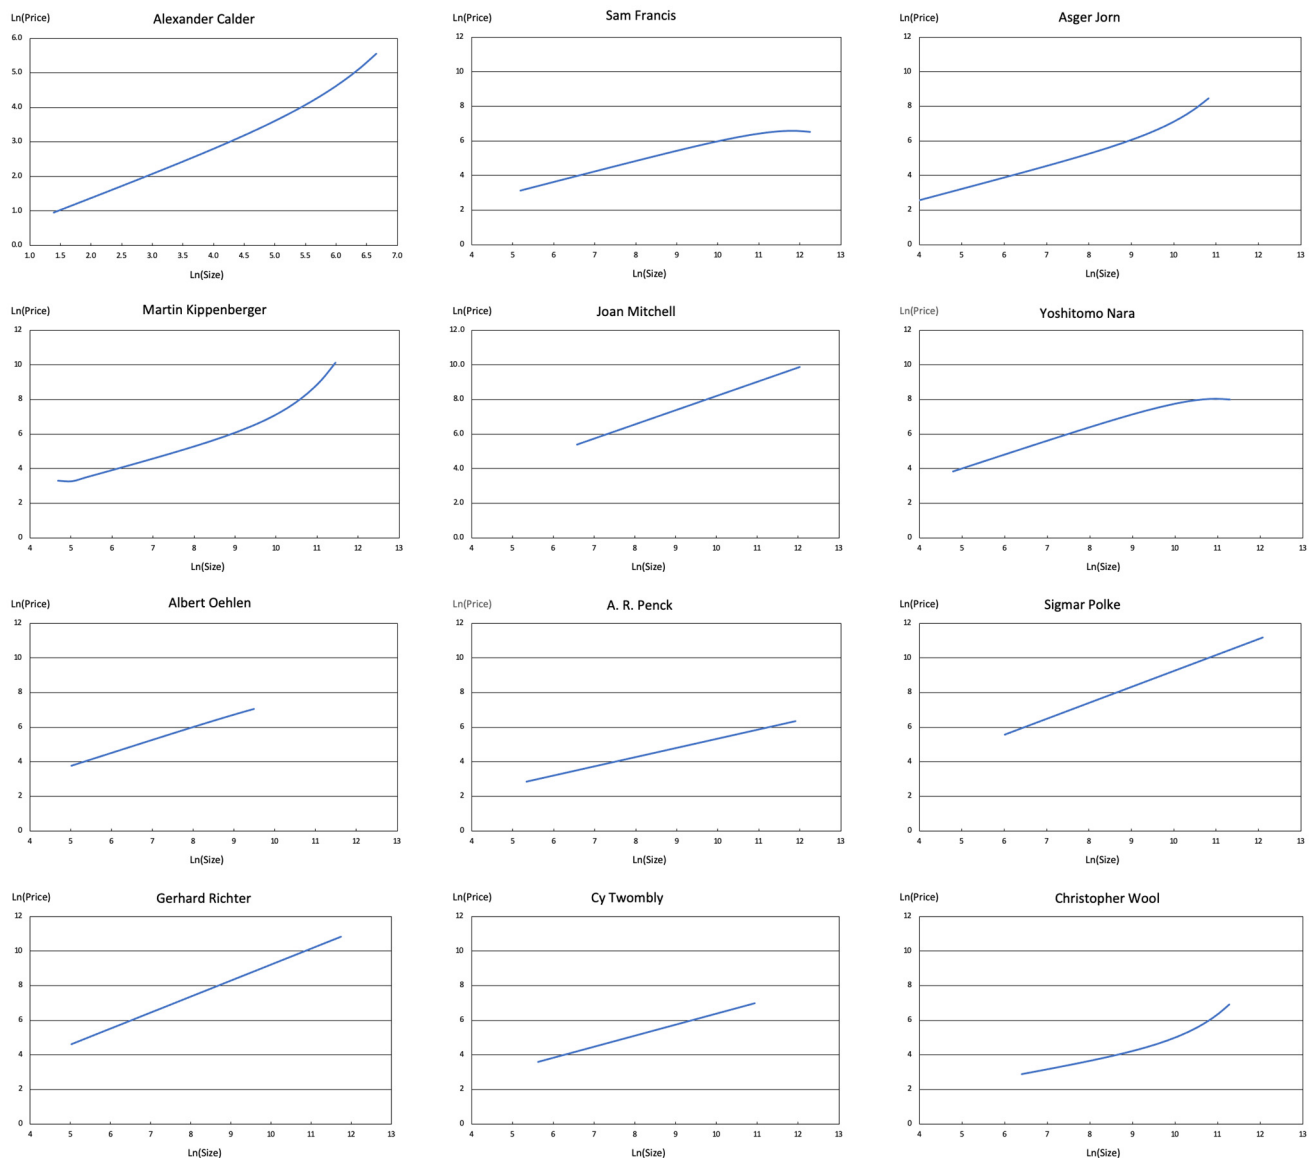 Alexander Calder
Ln(Price)
6.0
5.0
4.0
3.0
2.0
1.0
0.0
1.0 1.5 2.0 2.5 3.0 3.5 4.0 4.5 5.0 5.5 6.0 6.5 7.0
Ln(Size)
Sam Francis
Ln(Price)
12
10
8
6
4
2
0
4 5 6 7 8 9 10 11 12 13
Ln(Size)
Asger Jorn
Ln(Price)
12
10
8
6
4
2
0
4 5 6 7 8 9 10 11 12 13
Ln(Size)
Martin Kippenberger
Ln(Price)
12
10
8
6
4
2
0
4 5 6 7 8 9 10 11 12 13
Ln(Size)
Joan Mitchell
Ln(Price)
12.0
10.0
8.0
6.0
4.0
2.0
0.0
4 5 6 7 8 9 10 11 12 13
Ln(Size)
Yoshitomo Nara
Ln(Price)
12
10
8
6
4
2
0
4 5 6 7 8 9 10 11 12 13
Ln(Size)
Albert Oehlen
Ln(Price)
12
10
8
6
4
2
0
4 5 6 7 8 9 10 11 12 13
Ln(Size)
A. R. Penck
Ln(Price)
12
10
8
6
4
2
0
4 5 6 7 8 9 10 11 12 13
Ln(Size)
Sigmar Polke
Ln(Price)
12
10
8
6
4
2
0
4 5 6 7 8 9 10 11 12 13
Ln(Size)
Gerhard Richter
Ln(Price)
12
10
8
6
4
2
0
4 5 6 7 8 9 10 11 12 13
Ln(Size)
Cy Twombly
Ln(Price)
12
10
8
6
4
2
0
4 5 6 7 8 9 10 11 12 13
Ln(Size)
Christopher Wool
Ln(Price)
12
10
8
6
4
2
0
4 5 6 7 8 9 10 11 12 13
Ln(Size)